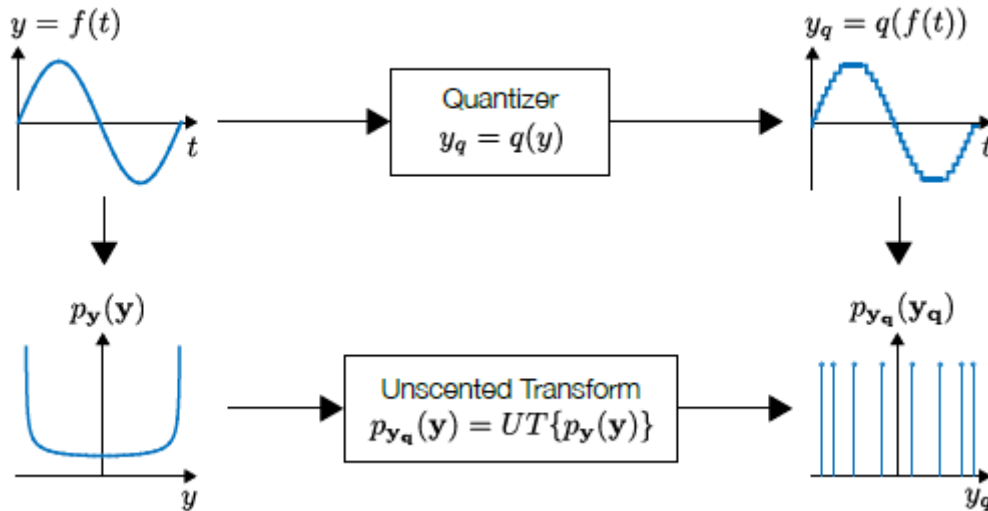 y = f(t)
y_q = q(f(t))
Quantizer
y_q = q(y)
t
t
p_y(y)
p_{y_q}(y_q)
Unscented Transform
p_{y_q}(y) = UT{p_y(y)}
y
y_q